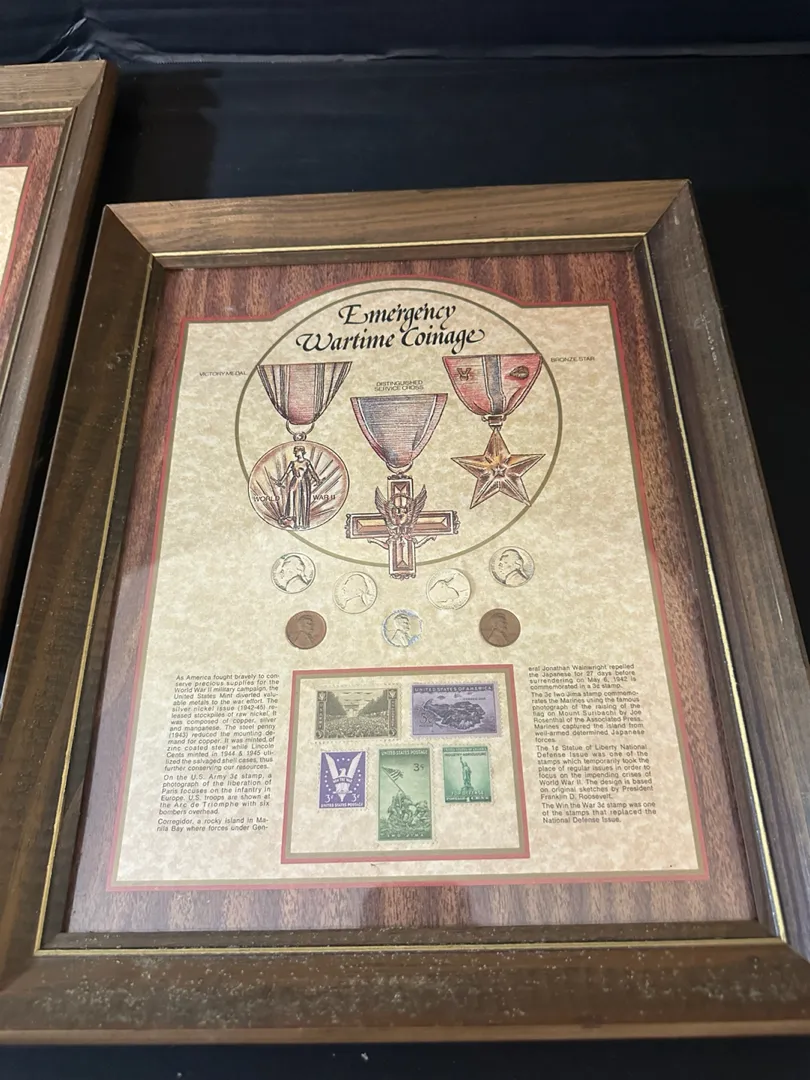 Emergency
Wartime Coinage
VICTORY MEDAL
DISTINGUISHED
SERVICE CROSS
BRONZE STAR
WORLD WAR II
As America fought bravely to con-
serve precious supplies for the
World War II military campaign, the
United States Mint diverted valu-
able metals to the war effort. The
silver nickel issue (1942-45) re-
leased stockpiles of raw nickel. It
was composed of copper, silver
and manganese. The steel penny
(1943) reduced the mounting de-
mand for copper. It was minted of
zinc coated steel while Lincoln
Cents minted in 1944 & 1945 uti-
lized the salvaged shell cases, thus
further conserving our resources.
On the U.S. Army 3¢ stamp, a
photograph of the liberation of
Paris focuses on the infantry in
Europe. U.S. troops are shown at
the Arc de Triomphe with six
bombers overhead.
Corregidor, a rocky island in Ma-
nila Bay where forces under Gen-
eral Jonathan Wainwright repelled
the Japanese for 27 days before
surrendering on May 6, 1942 is
commemorated in a 3¢ stamp.
The 3¢ Iwo Jima stamp commemo-
rates the Marines using the famous
photograph of the raising of the
flag on Mount Suribachi by Joe
Rosenthal of the Associated Press.
Marines captured the island from
well-armed determined Japanese
forces.
The 1¢ Statue of Liberty National
Defense Issue was one of the
stamps which temporarily took the
place of regular issues in order to
focus on the impending crises of
World War II. The design is based
on original sketches by President
Franklin D. Roosevelt.
The Win the War 3¢ stamp was one
of the stamps that replaced the
National Defense Issue.
UNITED STATES OF AMERICA
UNITED STATES POSTAGE
3¢
3¢ 3¢
UNITED STATES POSTAGE